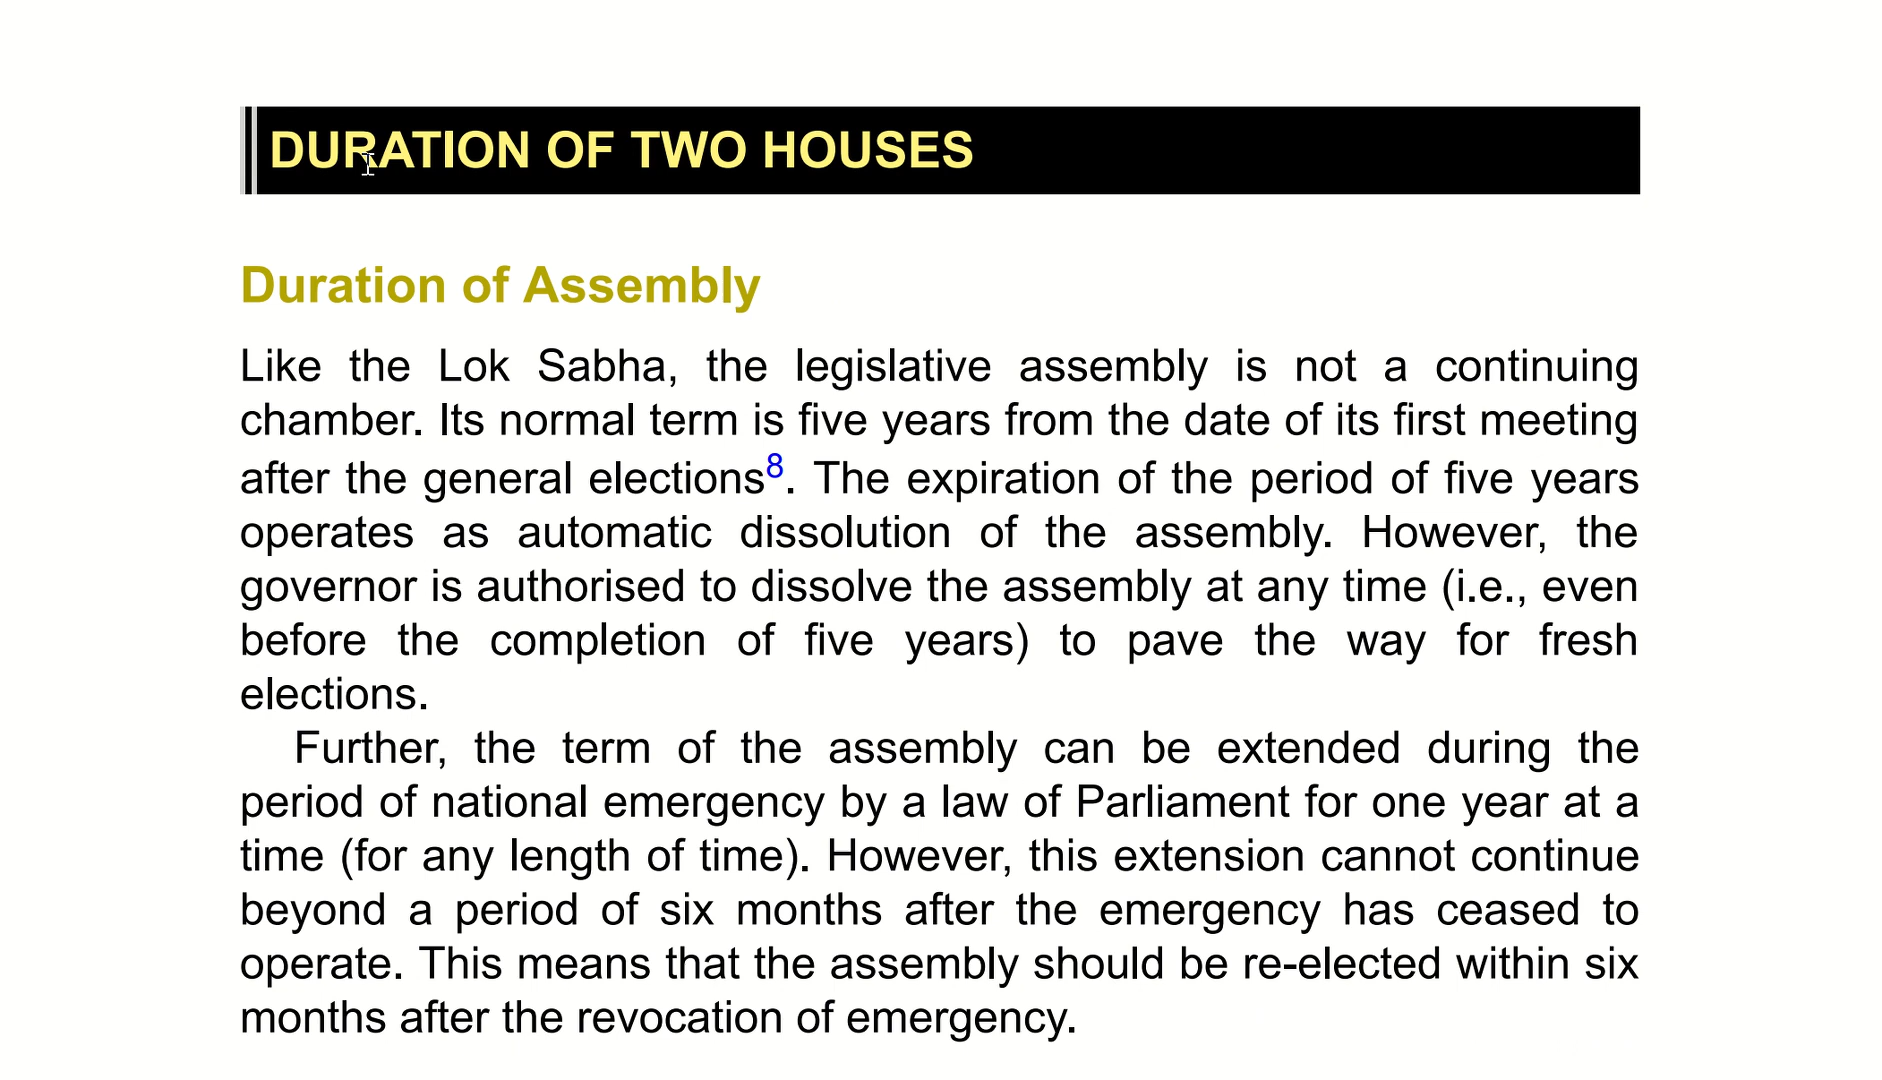 DURATION OF TWO HOUSES
Duration of Assembly
Like the Lok Sabha, the legislative assembly is not a continuing
chamber. Its normal term is five years from the date of its first meeting
after the general elections8. The expiration of the period of five years
operates as automatic dissolution of the assembly. However, the
governor is authorised to dissolve the assembly at any time (i.e., even
before the completion of five years) to pave the way for fresh
elections.
Further, the term of the assembly can be extended during the
period of national emergency by a law of Parliament for one year at a
time (for any length of time). However, this extension cannot continue
beyond a period of six months after the emergency has ceased to
operate. This means that the assembly should be re-elected within six
months after the revocation of emergency.